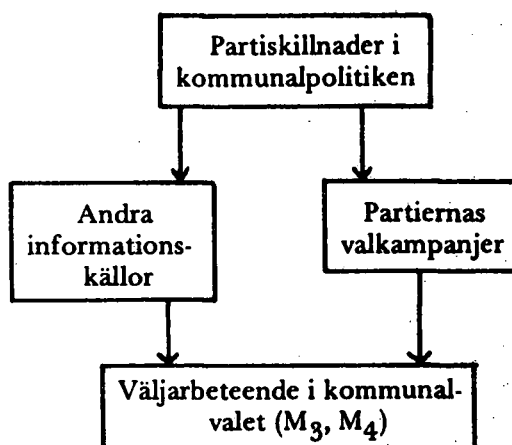 Partiskillnader i
kommunalpolitiken
Andra
informations-
källor
Partiernas
valkampanjer
Väljarbeteende i kommunal-
valet (M₃, M₄)